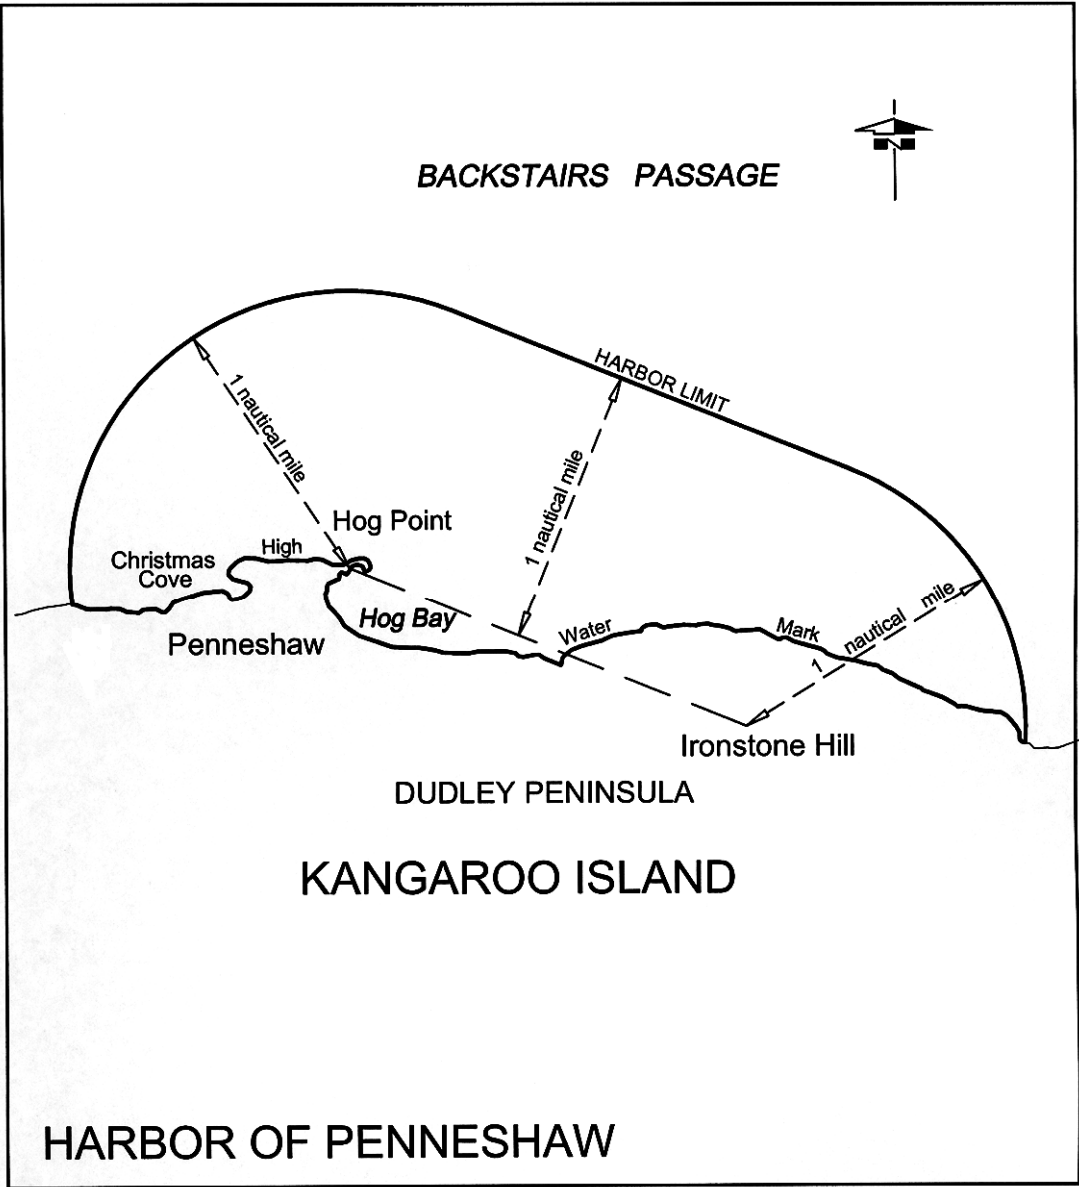 N
BACKSTAIRS PASSAGE
HARBOR LIMIT
1 nautical mile
1 nautical mile
Hog Point
High
Christmas
Cove
1 nautical mile
Hog Bay
Water
Mark
Penneshaw
Ironstone Hill
DUDLEY PENINSULA
KANGAROO ISLAND
HARBOR OF PENNESHAW